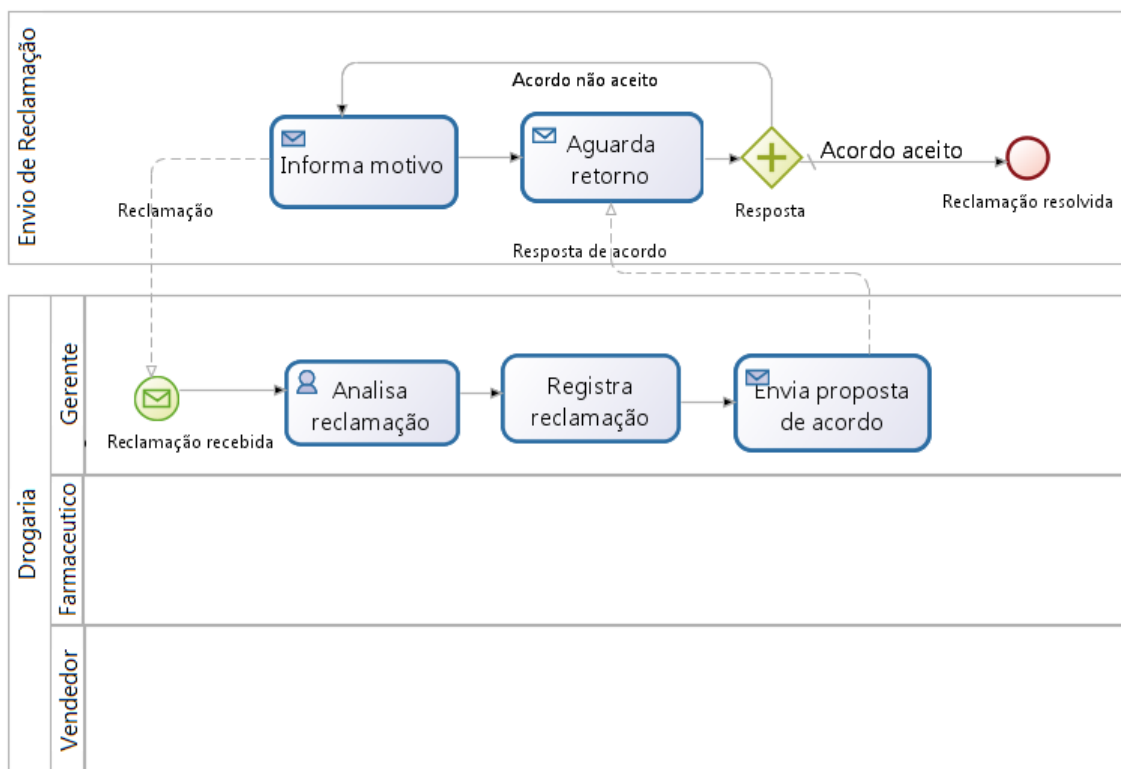 Envio de Reclamação
Acordo não aceito
Informa motivo
Aguarda
retorno
Acordo aceito
Resposta
Reclamação resolvida
Reclamação
Resposta de acordo
Drogaria
Gerente
Reclamação recebida
Analisa
reclamação
Registra
reclamação
Envia proposta
de acordo
Farmaceutico
Vendedor